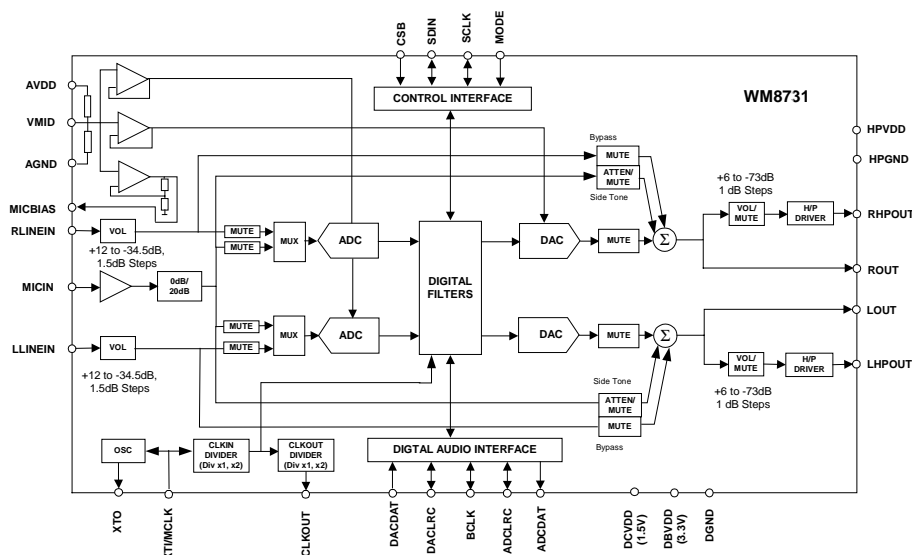 CSB
SDIN
SCLK
MODE
AVDD
VMID
AGND
MICBIAS
RLINEIN
MICIN
LLINEIN
CONTROL INTERFACE
WM8731
HPVDD
HPGND
RHPOUT
ROUT
LOUT
LHPOUT
Bypass
MUTE
ATTEN/
MUTE
Side Tone
+6 to -73dB
1 dB Steps
VOL/
MUTE
H/P
DRIVER
VOL
+12 to -34.5dB,
1.5dB Steps
MUTE
MUTE
MUX
ADC
DIGITAL
FILTERS
DAC
MUTE
Σ
0dB/
20dB
VOL
+12 to -34.5dB,
1.5dB Steps
MUTE
MUTE
MUX
ADC
DAC
MUTE
Σ
VOL/
MUTE
H/P
DRIVER
+6 to -73dB
1 dB Steps
Side Tone
ATTEN/
MUTE
MUTE
Bypass
OSC
CLKIN
DIVIDER
(Div x1, x2)
CLKOUT
DIVIDER
(Div x1, x2)
DIGTAL AUDIO INTERFACE
XTO
XTI/MCLK
CLKOUT
DACDAT
DACLRC
BCLK
ADCLRC
ADCDAT
DCVDD
(1.5V)
DBVDD
(3.3V)
DGND